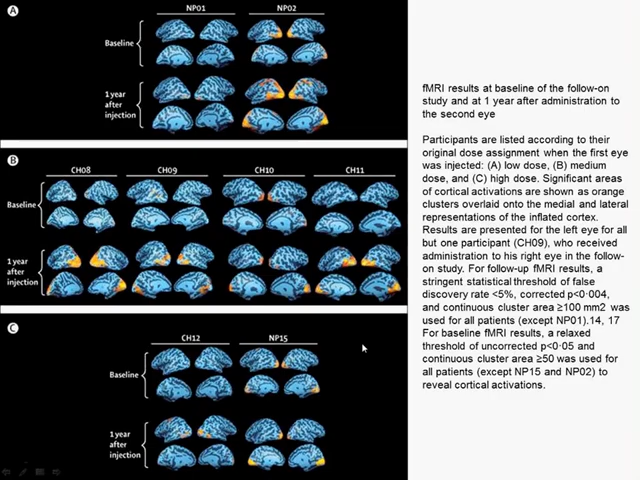 A
NP01
NP02
Baseline
1 year
after
injection
B
CH08
CH09
CH10
CH11
Baseline
1 year
after
injection
C
CH12
NP15
Baseline
1 year
after
injection
fMRI results at baseline of the follow-on
study and at 1 year after administration to
the second eye
Participants are listed according to their
original dose assignment when the first eye
was injected: (A) low dose, (B) medium
dose, and (C) high dose. Significant areas
of cortical activations are shown as orange
clusters overlaid onto the medial and lateral
representations of the inflated cortex.
Results are presented for the left eye for all
but one participant (CH09), who received
administration to his right eye in the follow-
on study. For follow-up fMRI results, a
stringent statistical threshold of false
discovery rate <5%, corrected p<0·004,
and continuous cluster area ≥100 mm2 was
used for all patients (except NP01).14, 17
For baseline fMRI results, a relaxed
threshold of uncorrected p<0·05 and
continuous cluster area ≥50 was used for
all patients (except NP15 and NP02) to
reveal cortical activations.